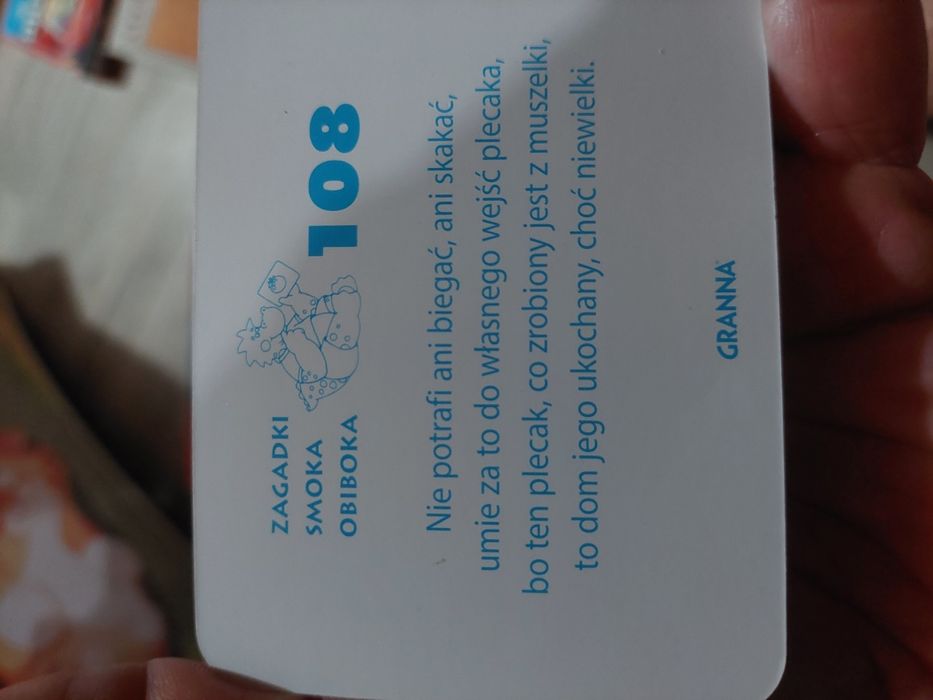 ZAGADKI
SMOKA
OBIBOKA
108
Nie potrafi ani biegać, ani skakać,
umie za to do własnego wejść plecaka,
bo ten plecak, co zrobiony jest z muszelki,
to dom jego ukochany, choć niewielki.
GRANNA